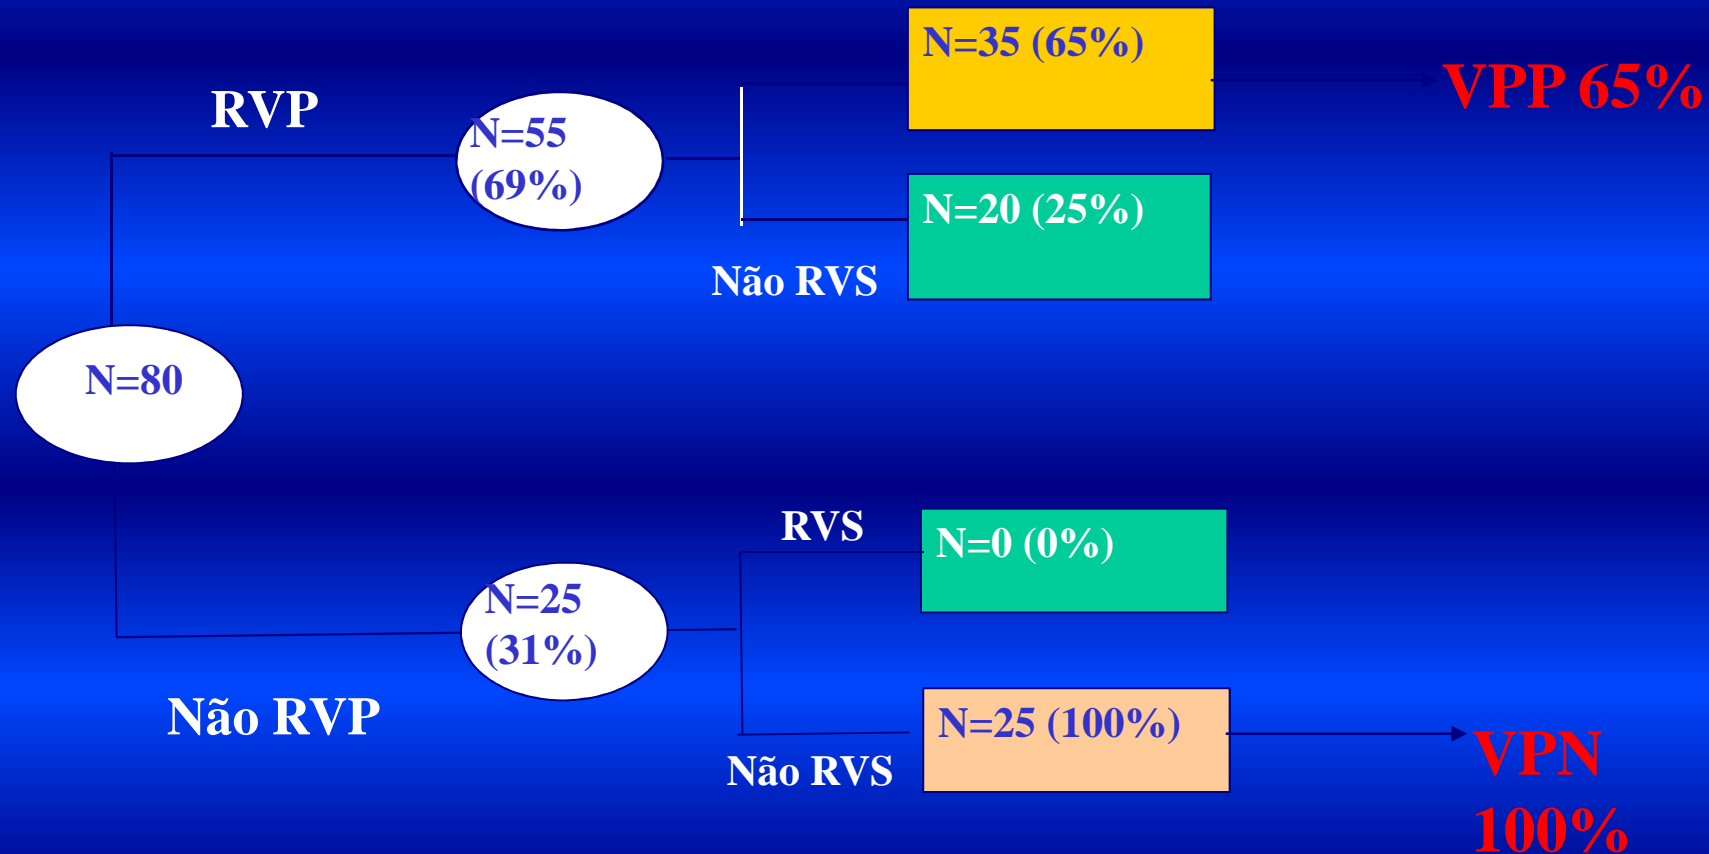 N=35 (65%)
VPP 65%
RVP
N=55
(69%)
N=20 (25%)
Não RVS
N=80
RVS
N=0 (0%)
N=25
(31%)
Não RVP
N=25 (100%)
Não RVS
VPN
100%